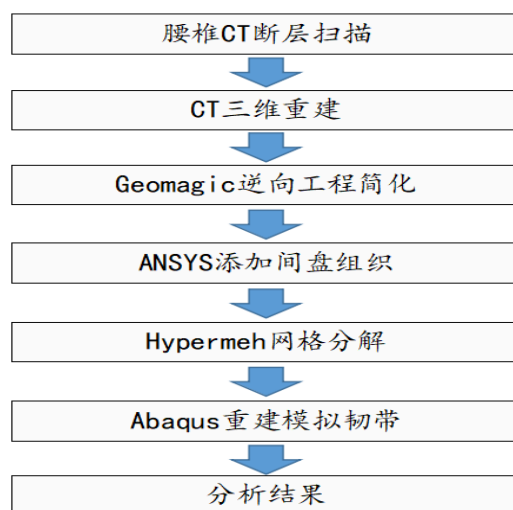 腰椎CT断层扫描
CT三维重建
Geomagic逆向工程简化
ANSYS添加间盘组织
Hypermeh网格分解
Abaqus重建模拟韧带
分析结果